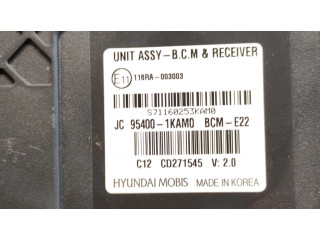 UNIT ASSY-B.C.M & RECEIVER
E11 116RA-003003
S71160253KAM0
JC 95400-1KAM0 BCM-E22
C12 CD271545 V: 2.0
HYUNDAI MOBIS MADE IN KOREA